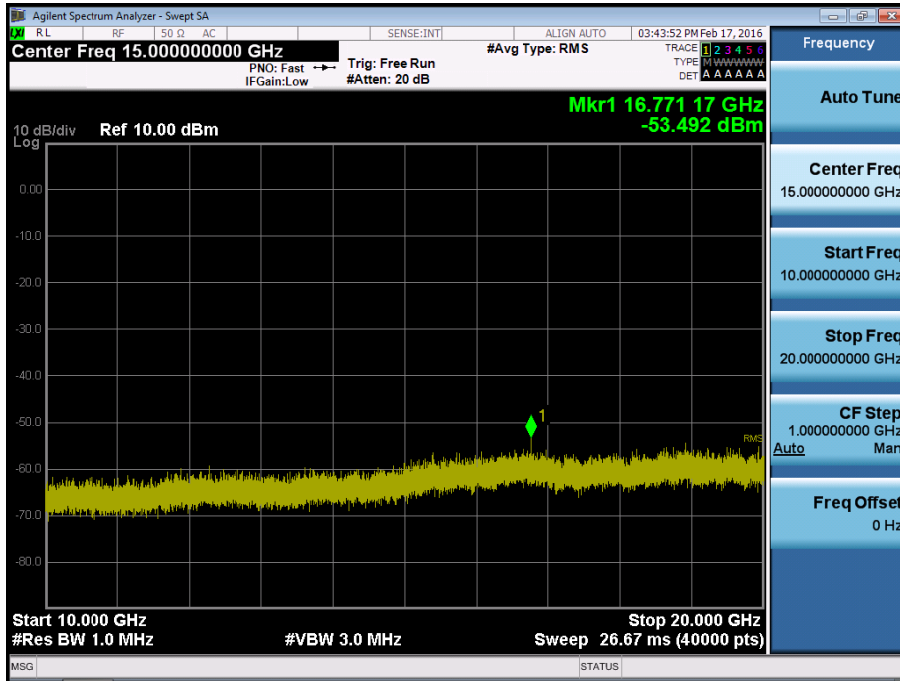 Agilent Spectrum Analyzer - Swept SA
LXI RL RF 50 Ω AC SENSE:INT ALIGN AUTO 03:43:52 PM Feb 17, 2016
Center Freq 15.000000000 GHz
PNO: Fast
IFGain:Low
Trig: Free Run
#Atten: 20 dB
#Avg Type: RMS
TRACE 1 2 3 4 5 6
TYPE M WWWWW
DET A A A A A A
Mkr1 16.771 17 GHz
-53.492 dBm
10 dB/div Ref 10.00 dBm
Log
0.00
-10.0
-20.0
-30.0
-40.0
-50.0
-60.0
-70.0
-80.0
1
RMS
Start 10.000 GHz Stop 20.000 GHz
#Res BW 1.0 MHz #VBW 3.0 MHz Sweep 26.67 ms (40000 pts)
MSG STATUS
Frequency
Auto Tune
Center Freq
15.000000000 GHz
Start Freq
10.000000000 GHz
Stop Freq
20.000000000 GHz
CF Step
1.000000000 GHz
Auto Man
Freq Offset
0 Hz